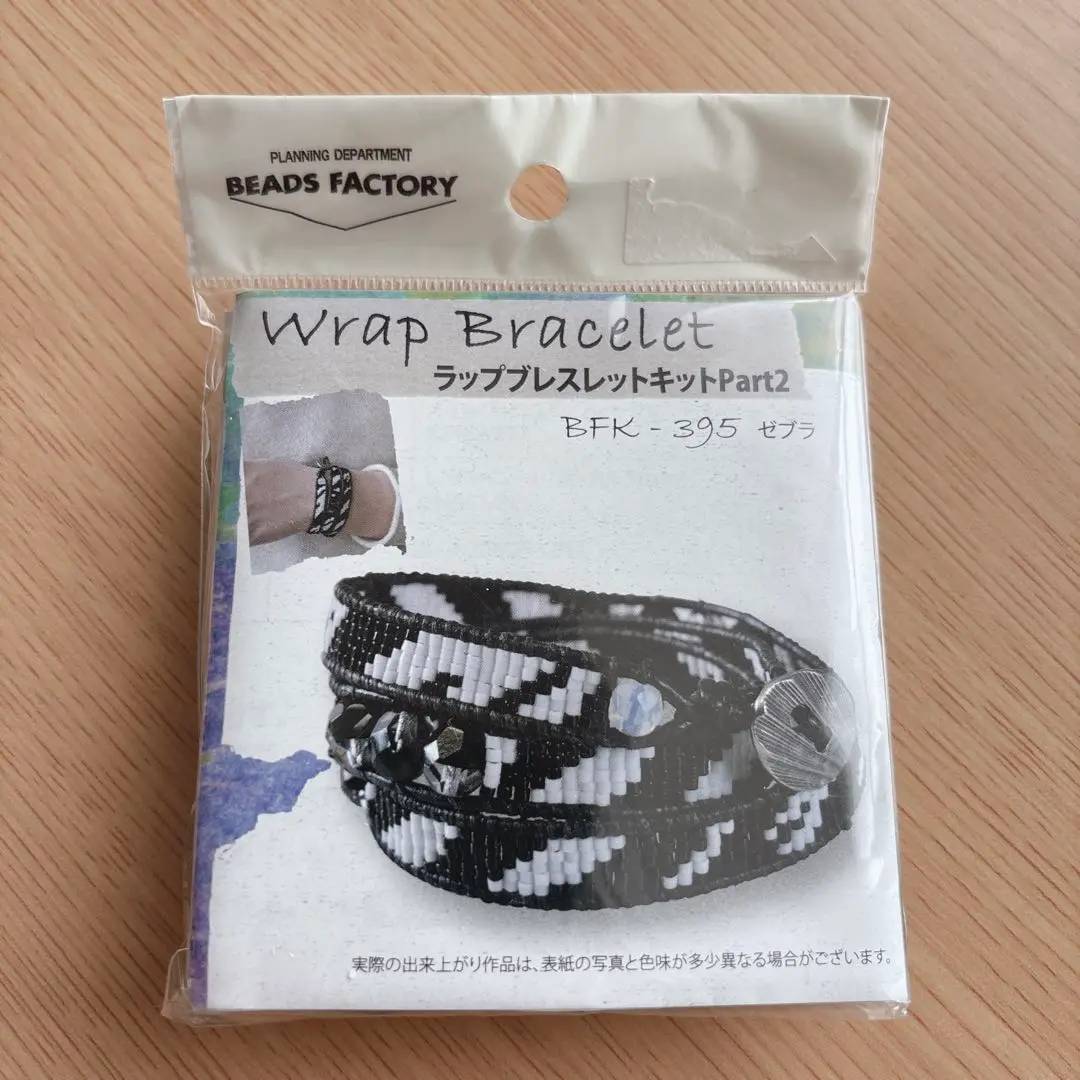 PLANNING DEPARTMENT
BEADS FACTORY
Wrap Bracelet
ラップブレスレットキットPart2
BFK - 395 ゼブラ
実際の出来上がり作品は、表紙の写真と色味が多少異なる場合がございます。